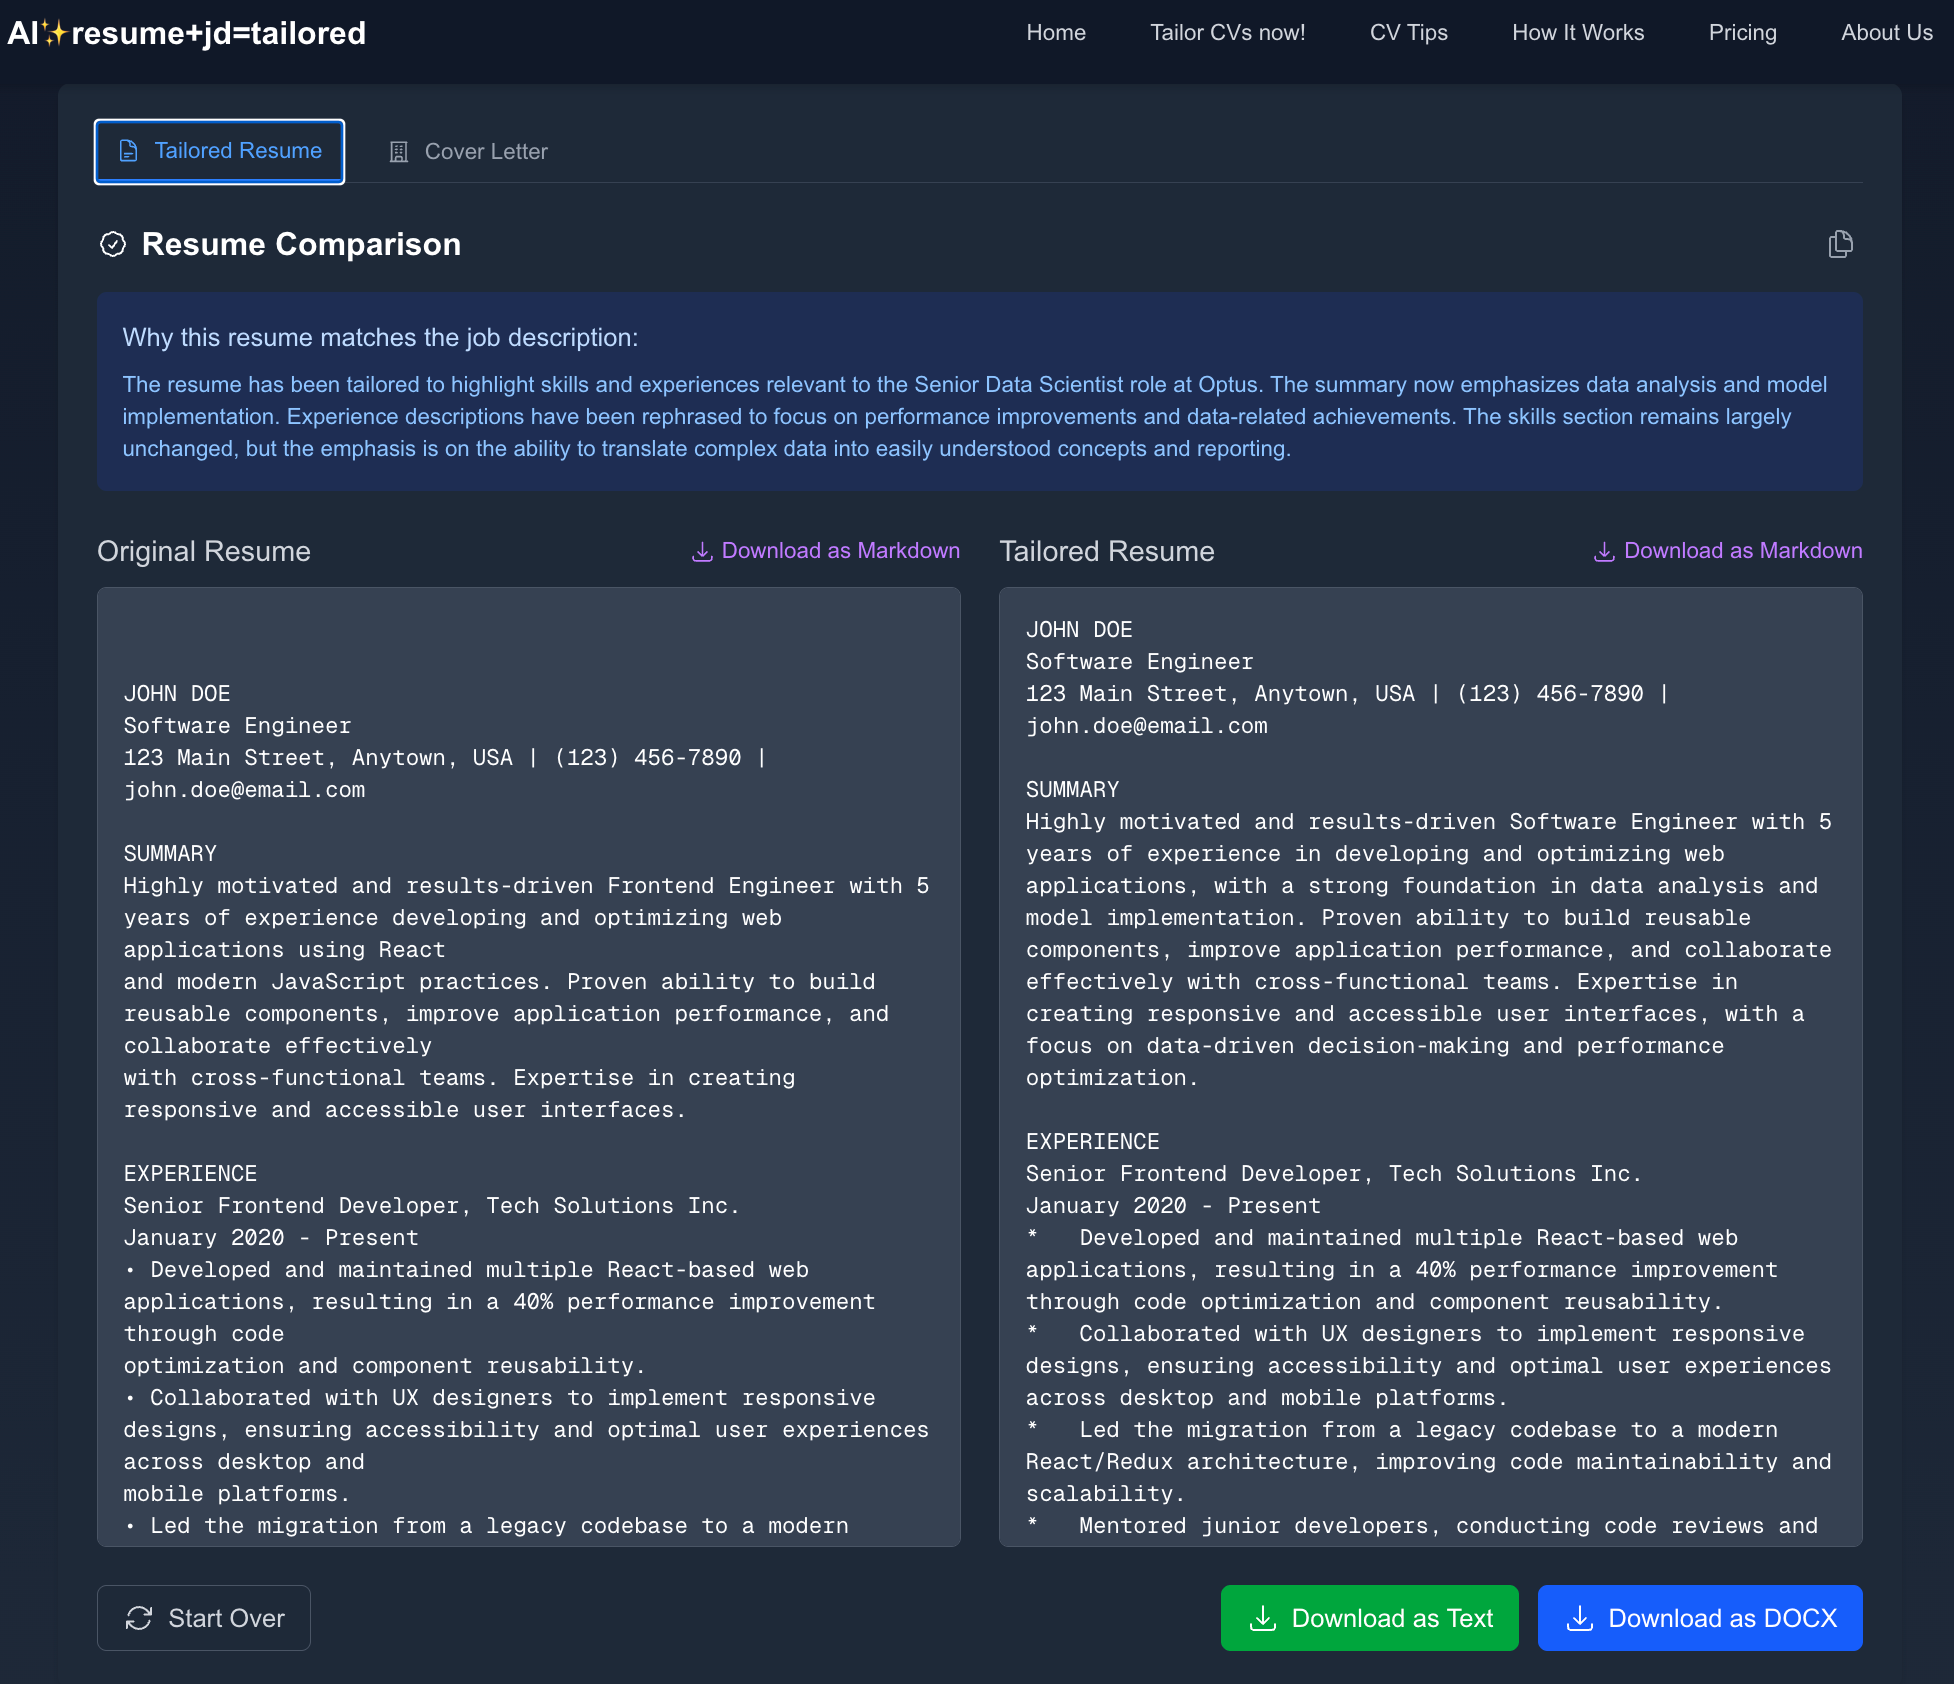 AI✨resume+jd=tailored
Home
Tailor CVs now!
CV Tips
How It Works
Pricing
About Us
Tailored Resume
Cover Letter
Resume Comparison
Why this resume matches the job description:
The resume has been tailored to highlight skills and experiences relevant to the Senior Data Scientist role at Optus. The summary now emphasizes data analysis and model
implementation. Experience descriptions have been rephrased to focus on performance improvements and data-related achievements. The skills section remains largely
unchanged, but the emphasis is on the ability to translate complex data into easily understood concepts and reporting.
Original Resume
Download as Markdown
JOHN DOE
Software Engineer
123 Main Street, Anytown, USA | (123) 456-7890 |
john.doe@email.com
SUMMARY
Highly motivated and results-driven Frontend Engineer with 5
years of experience developing and optimizing web
applications using React
and modern JavaScript practices. Proven ability to build
reusable components, improve application performance, and
collaborate effectively
with cross-functional teams. Expertise in creating
responsive and accessible user interfaces.
EXPERIENCE
Senior Frontend Developer, Tech Solutions Inc.
January 2020 - Present
• Developed and maintained multiple React-based web
applications, resulting in a 40% performance improvement
through code
optimization and component reusability.
• Collaborated with UX designers to implement responsive
designs, ensuring accessibility and optimal user experiences
across desktop and
mobile platforms.
• Led the migration from a legacy codebase to a modern
Tailored Resume
Download as Markdown
JOHN DOE
Software Engineer
123 Main Street, Anytown, USA | (123) 456-7890 |
john.doe@email.com
SUMMARY
Highly motivated and results-driven Software Engineer with 5
years of experience in developing and optimizing web
applications, with a strong foundation in data analysis and
model implementation. Proven ability to build reusable
components, improve application performance, and collaborate
effectively with cross-functional teams. Expertise in
creating responsive and accessible user interfaces, with a
focus on data-driven decision-making and performance
optimization.
EXPERIENCE
Senior Frontend Developer, Tech Solutions Inc.
January 2020 - Present
*   Developed and maintained multiple React-based web
applications, resulting in a 40% performance improvement
through code optimization and component reusability.
*   Collaborated with UX designers to implement responsive
designs, ensuring accessibility and optimal user experiences
across desktop and mobile platforms.
*   Led the migration from a legacy codebase to a modern
React/Redux architecture, improving code maintainability and
scalability.
*   Mentored junior developers, conducting code reviews and
Start Over
Download as Text
Download as DOCX